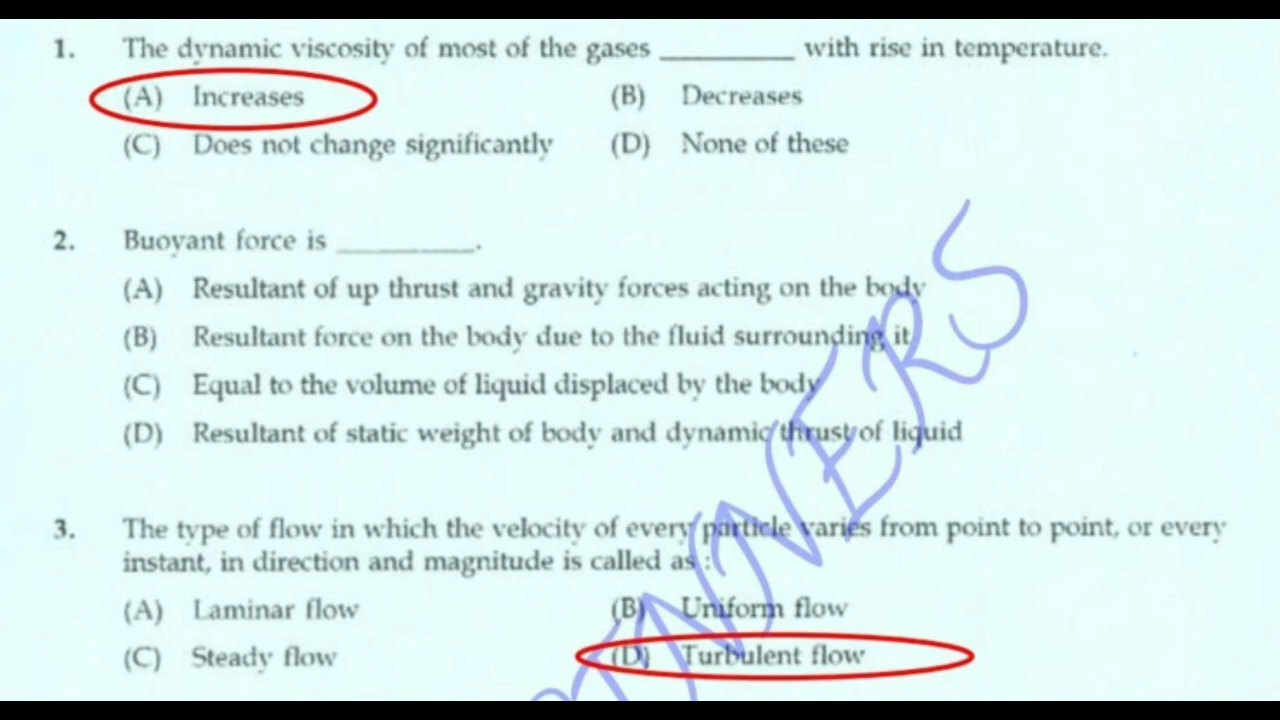 1. The dynamic viscosity of most of the gases __________ with rise in temperature.
(A) Increases (B) Decreases
(C) Does not change significantly (D) None of these
2. Buoyant force is __________.
(A) Resultant of up thrust and gravity forces acting on the body
(B) Resultant force on the body due to the fluid surrounding it
(C) Equal to the volume of liquid displaced by the body
(D) Resultant of static weight of body and dynamic thrust of liquid
3. The type of flow in which the velocity of every particle varies from point to point, or every
instant, in direction and magnitude is called as :
(A) Laminar flow (B) Uniform flow
(C) Steady flow (D) Turbulent flow